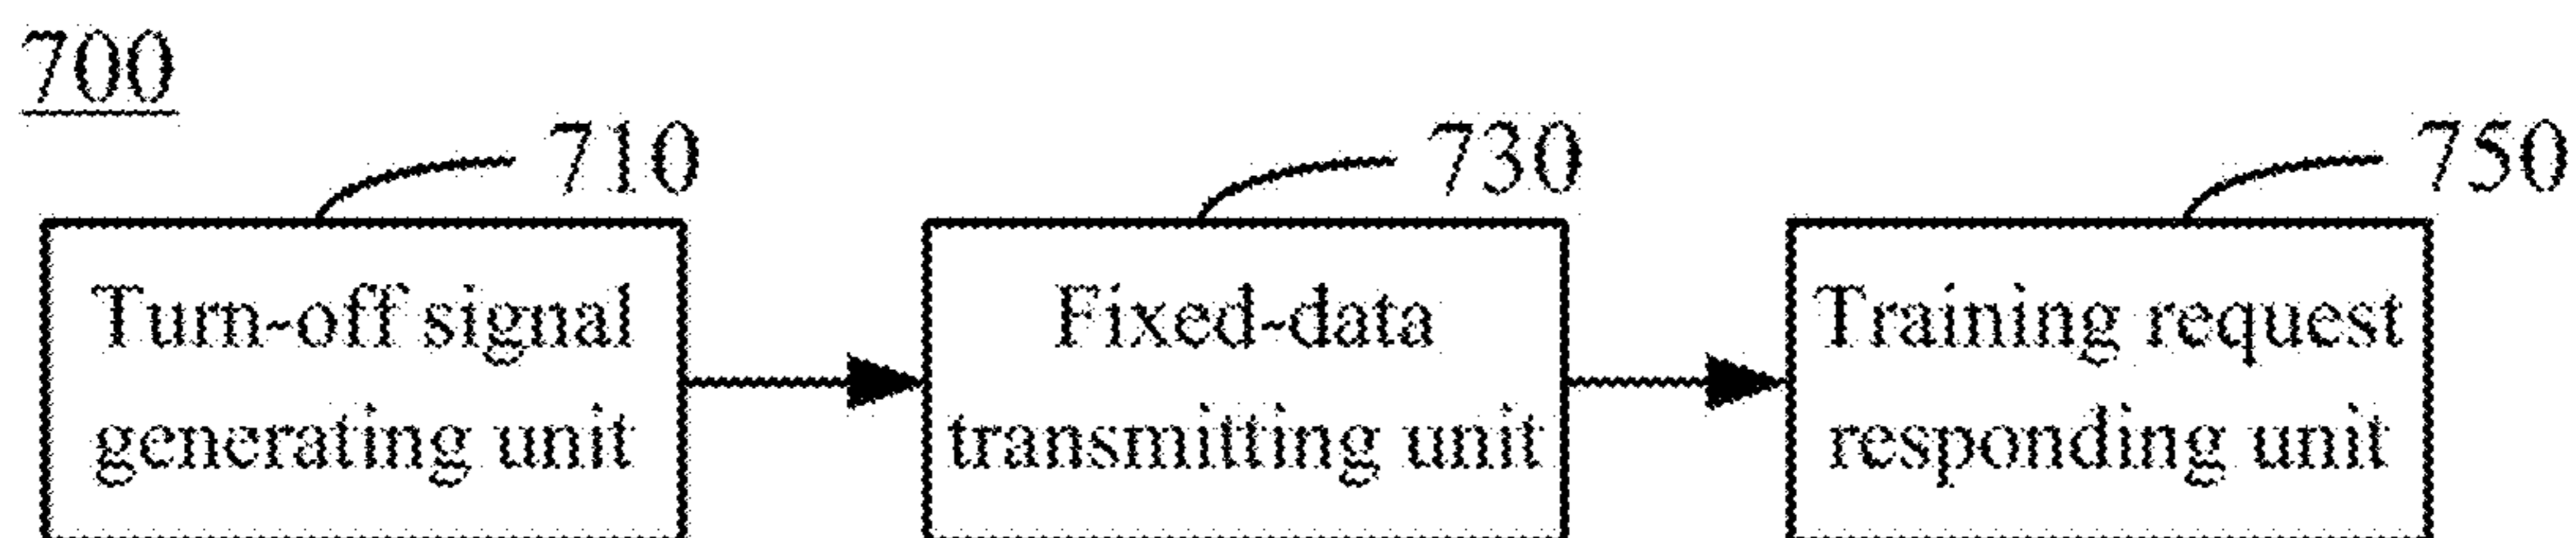 700
710
730
750
Turn-off signal
generating unit
Fixed-data
transmitting unit
Training request
responding unit